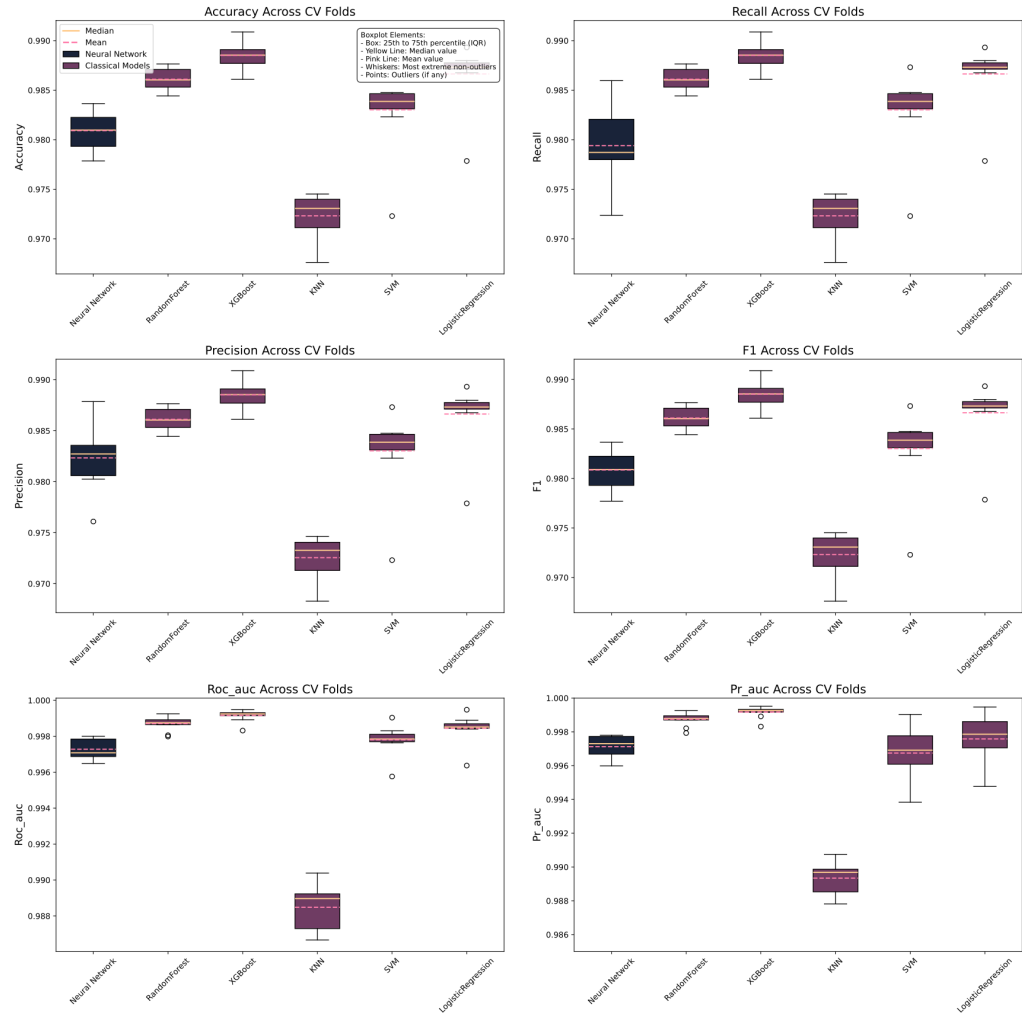 Accuracy Across CV Folds
Median
Mean
Neural Network
Classical Models
Boxplot Elements:
- Box: 25th to 75th percentile (IQR)
- Yellow Line: Median value
- Pink Line: Mean value
- Whiskers: Most extreme non-outliers
- Points: Outliers (if any)
Accuracy
0.990
0.985
0.980
0.975
0.970
Neural Network
RandomForest
XGBoost
KNN
SVM
LogisticRegression
Recall Across CV Folds
Recall
0.990
0.985
0.980
0.975
0.970
Neural Network
RandomForest
XGBoost
KNN
SVM
LogisticRegression
Precision Across CV Folds
Precision
0.990
0.985
0.980
0.975
0.970
Neural Network
RandomForest
XGBoost
KNN
SVM
LogisticRegression
F1 Across CV Folds
F1
0.990
0.985
0.980
0.975
0.970
Neural Network
RandomForest
XGBoost
KNN
SVM
LogisticRegression
Roc_auc Across CV Folds
Roc_auc
1.000
0.998
0.996
0.994
0.992
0.990
0.988
Neural Network
RandomForest
XGBoost
KNN
SVM
LogisticRegression
Pr_auc Across CV Folds
Pr_auc
1.000
0.998
0.996
0.994
0.992
0.990
0.988
0.986
Neural Network
RandomForest
XGBoost
KNN
SVM
LogisticRegression